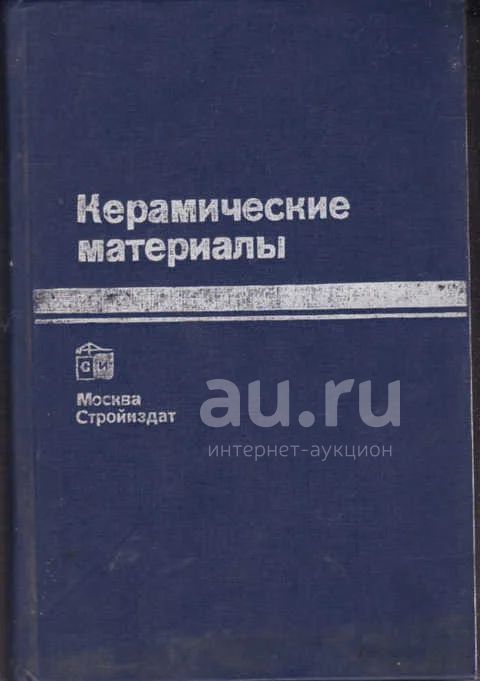 Керамические
материалы
СИ
Москва
Стройиздат
au.ru
интернет-аукцион